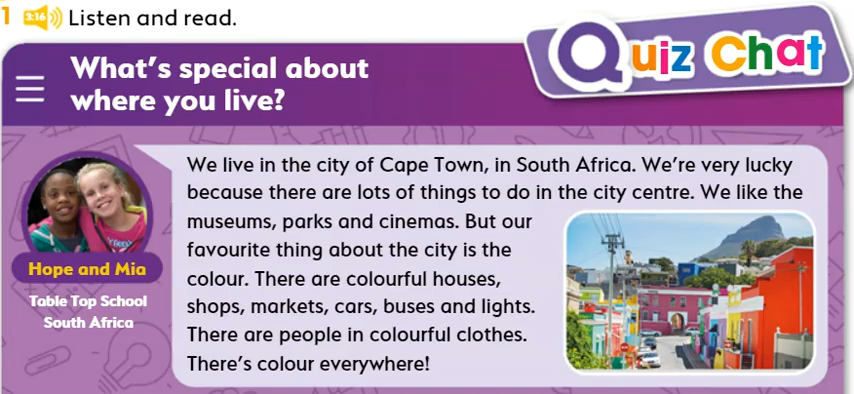 1 2:16 Listen and read.
What's special about
where you live?
Quiz Chat
We live in the city of Cape Town, in South Africa. We're very lucky
because there are lots of things to do in the city centre. We like the
museums, parks and cinemas. But our
favourite thing about the city is the
colour. There are colourful houses,
shops, markets, cars, buses and lights.
There are people in colourful clothes.
There's colour everywhere!
Hope and Mia
Table Top School
South Africa